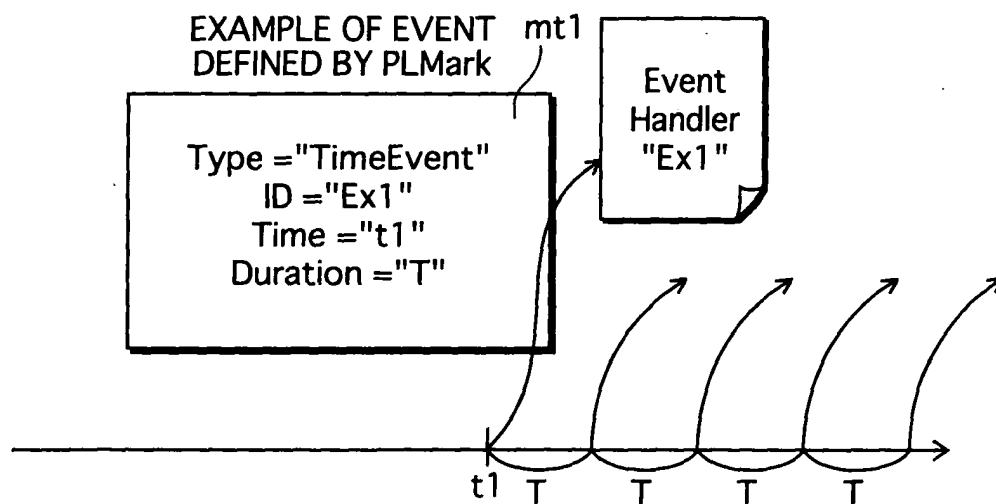 EXAMPLE OF EVENT
DEFINED BY PLMark
mt1
Type ="TimeEvent"
ID ="Ex1"
Time ="t1"
Duration ="T"
Event
Handler
"Ex1"
t1
T
T
T
T